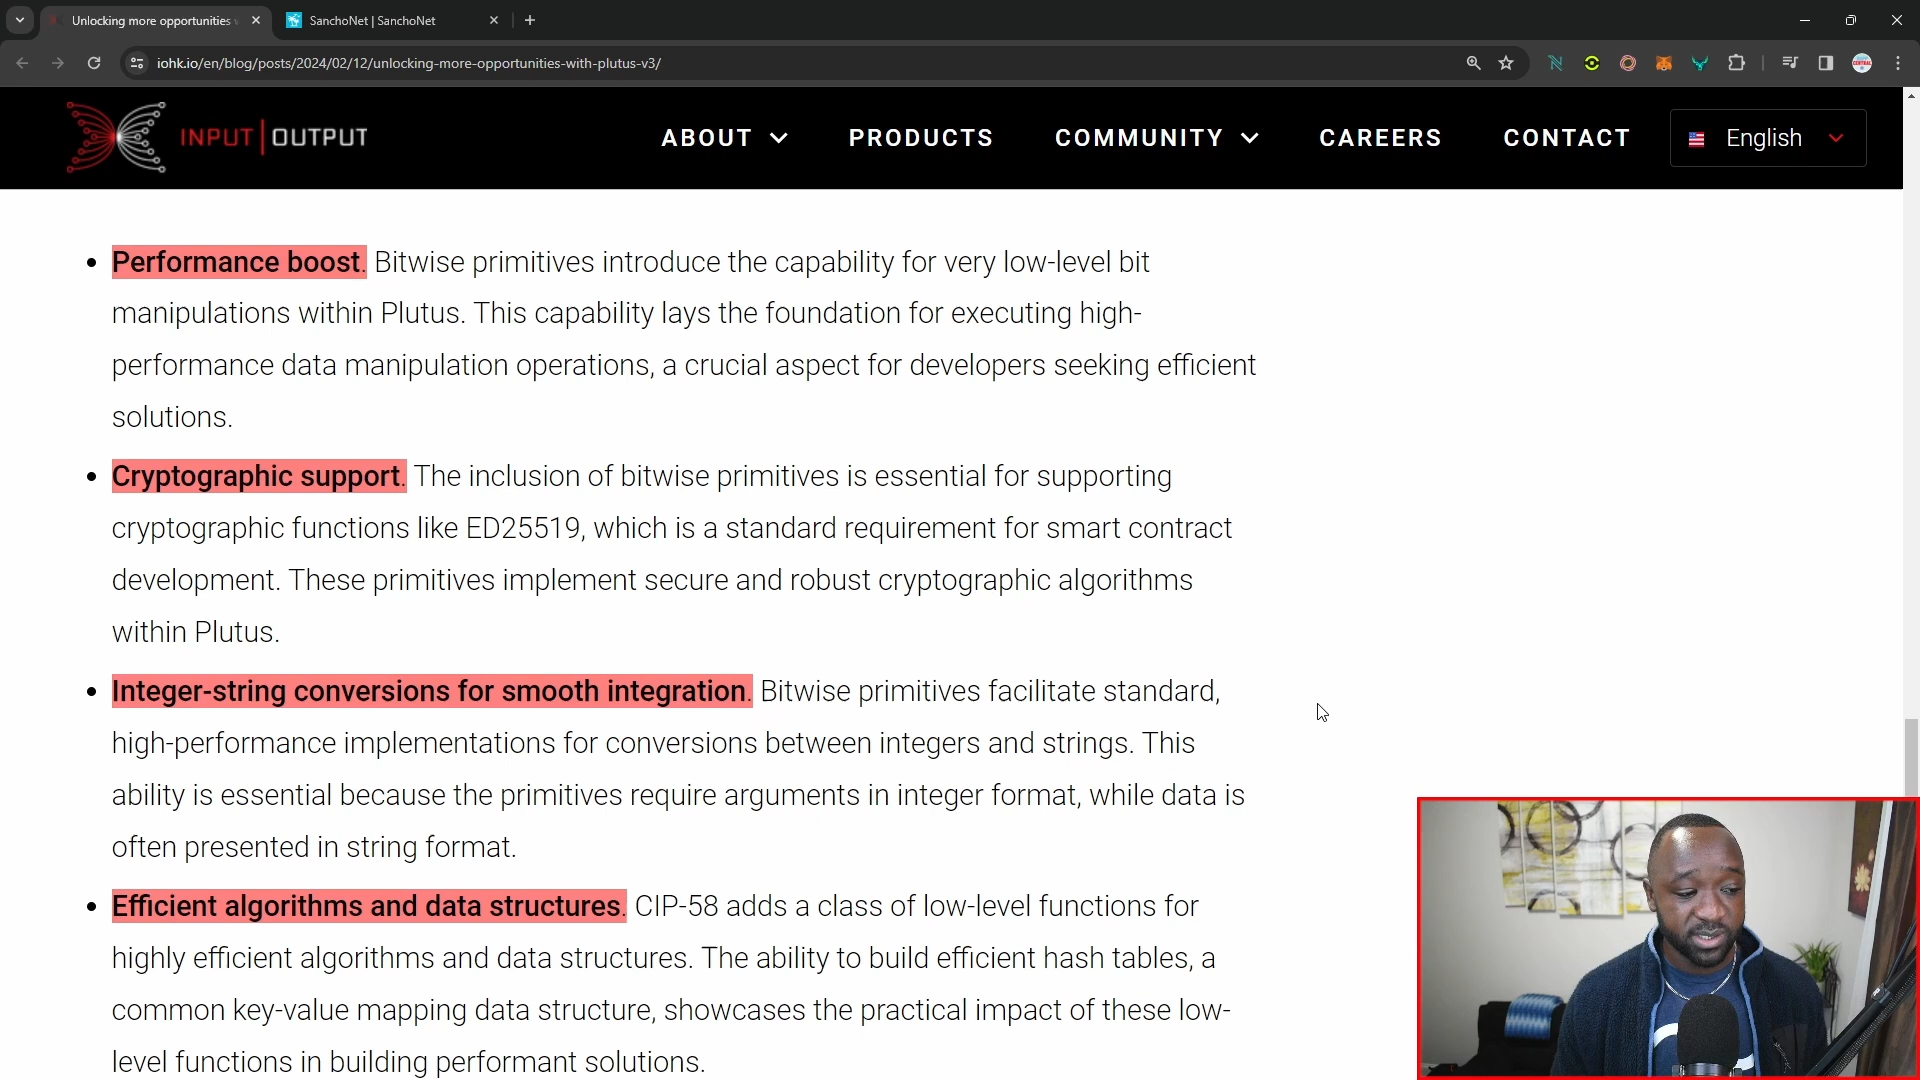 Unlocking more opportunities
SanchoNet | SanchoNet
iohk.io/en/blog/posts/2024/02/12/unlocking-more-opportunities-with-plutus-v3/
INPUT | OUTPUT
ABOUT
PRODUCTS
COMMUNITY
CAREERS
CONTACT
English
Performance boost. Bitwise primitives introduce the capability for very low-level bit
manipulations within Plutus. This capability lays the foundation for executing high-
performance data manipulation operations, a crucial aspect for developers seeking efficient
solutions.
Cryptographic support. The inclusion of bitwise primitives is essential for supporting
cryptographic functions like ED25519, which is a standard requirement for smart contract
development. These primitives implement secure and robust cryptographic algorithms
within Plutus.
Integer-string conversions for smooth integration. Bitwise primitives facilitate standard,
high-performance implementations for conversions between integers and strings. This
ability is essential because the primitives require arguments in integer format, while data is
often presented in string format.
Efficient algorithms and data structures. CIP-58 adds a class of low-level functions for
highly efficient algorithms and data structures. The ability to build efficient hash tables, a
common key-value mapping data structure, showcases the practical impact of these low-
level functions in building performant solutions.